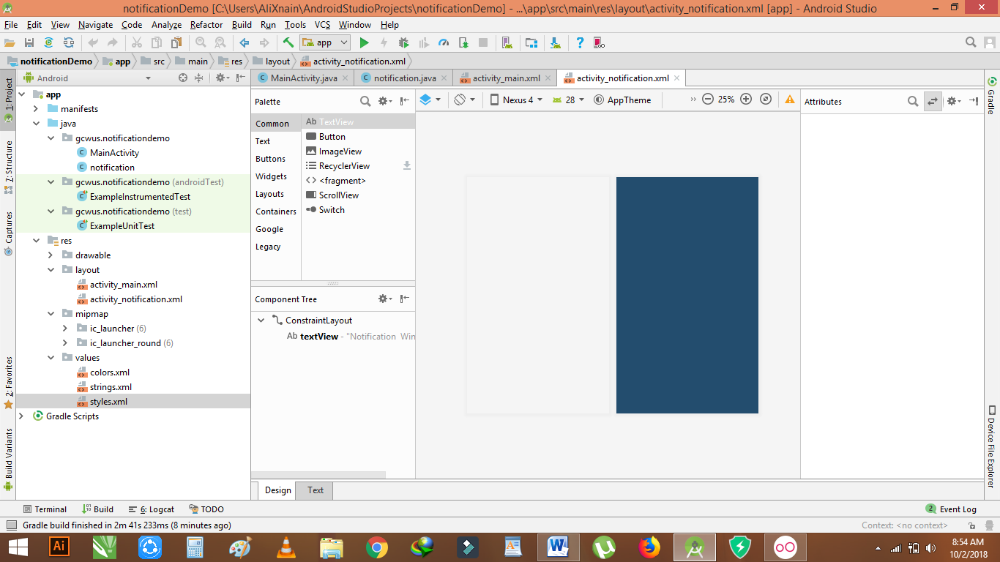 notificationDemo [C:\Users\AliXnain\AndroidStudioProjects\notificationDemo] - ...\app\src\main\res\layout\activity_notification.xml [app] - Android Studio
File Edit View Navigate Code Analyze Refactor Build Run Tools VCS Window Help
app
notificationDemo app src main res layout activity_notification.xml
1: Project
7: Structure
Captures
2: Favorites
Build Variants
Android
app
manifests
java
gcwus.notificationdemo
MainActivity
notification
gcwus.notificationdemo (androidTest)
ExampleInstrumentedTest
gcwus.notificationdemo (test)
ExampleUnitTest
res
drawable
layout
activity_main.xml
activity_notification.xml
mipmap
ic_launcher (6)
ic_launcher_round (6)
values
colors.xml
strings.xml
styles.xml
Gradle Scripts
MainActivity.java notification.java activity_main.xml activity_notification.xml
Palette
Common
Text
Buttons
Widgets
Layouts
Containers
Google
Legacy
Ab TextView
Button
ImageView
RecyclerView
<fragment>
ScrollView
Switch
Component Tree
ConstraintLayout
Ab textView - "Notification Win
Nexus 4 28 AppTheme >> 25%
Attributes
Gradle
Device File Explorer
Design Text
Terminal Build 6: Logcat TODO 2 Event Log
Gradle build finished in 2m 41s 233ms (8 minutes ago) Context: <no context>
Ai
8:54 AM
10/2/2018